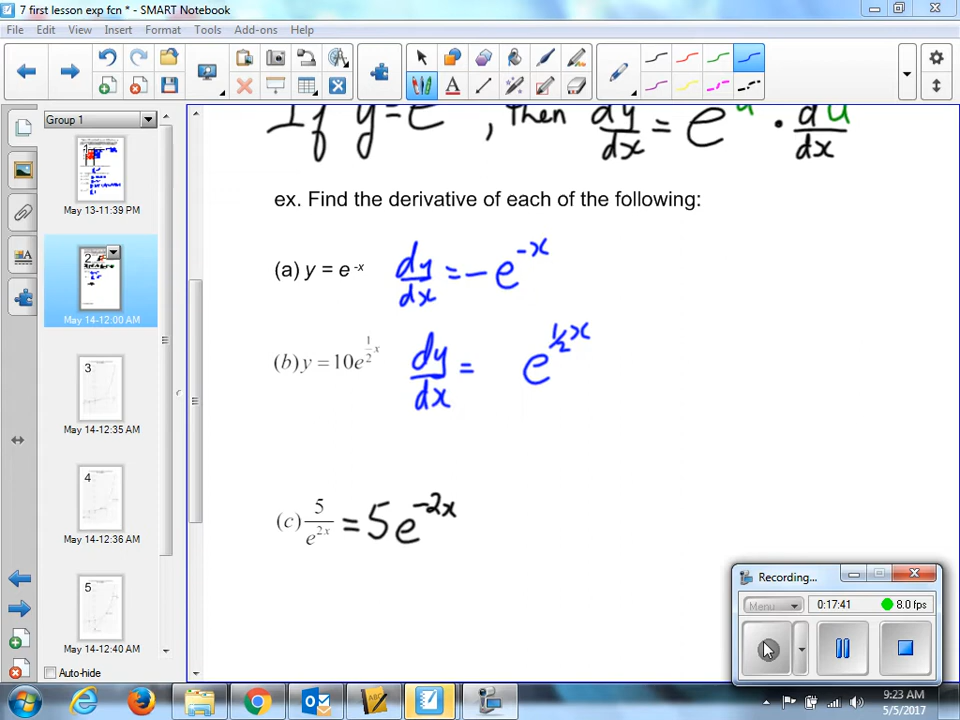 7 first lesson exp fcn * - SMART Notebook
File Edit View Insert Format Tools Add-ons Help
Group 1
1
May 13-11:39 PM
2
May 14-12:00 AM
3
May 14-12:35 AM
4
May 14-12:36 AM
5
May 14-12:40 AM
Auto-hide
If y = e , then dy/dx = e^u · du/dx
ex. Find the derivative of each of the following:
(a) y = e^-x dy/dx = - e^-x
(b) y = 10e^(1/2 x) dy/dx = e^(1/2 x)
(c) 5/e^2x = 5e^-2x
Recording...
Menu 0:17:41 8.0 fps
9:23 AM
5/5/2017